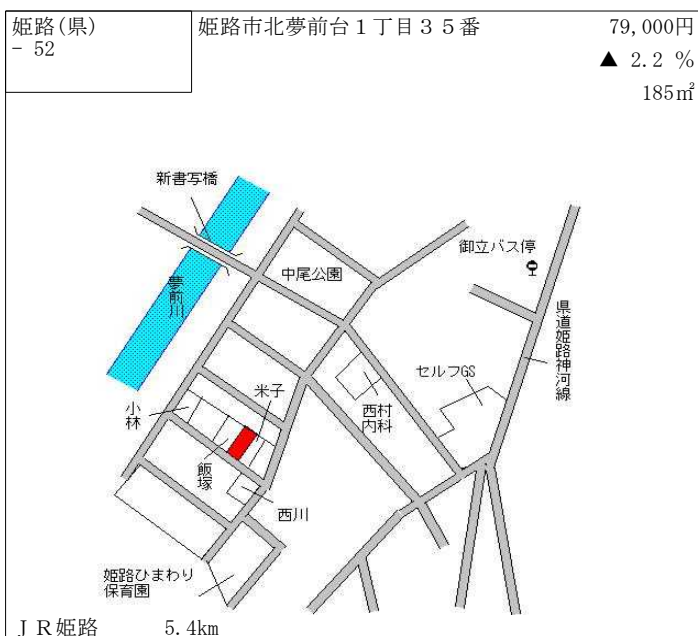 姫路(県) 姫路市北夢前台１丁目３５番 79,000円
- 52 ▲ 2.2 %
185㎡
新書写橋
御立バス停
中尾公園
夢前川
県道姫路神河線
セルフGS
米子
小林
西村
内科
飯塚
西川
姫路ひまわり
保育園
ＪＲ姫路 5.4km